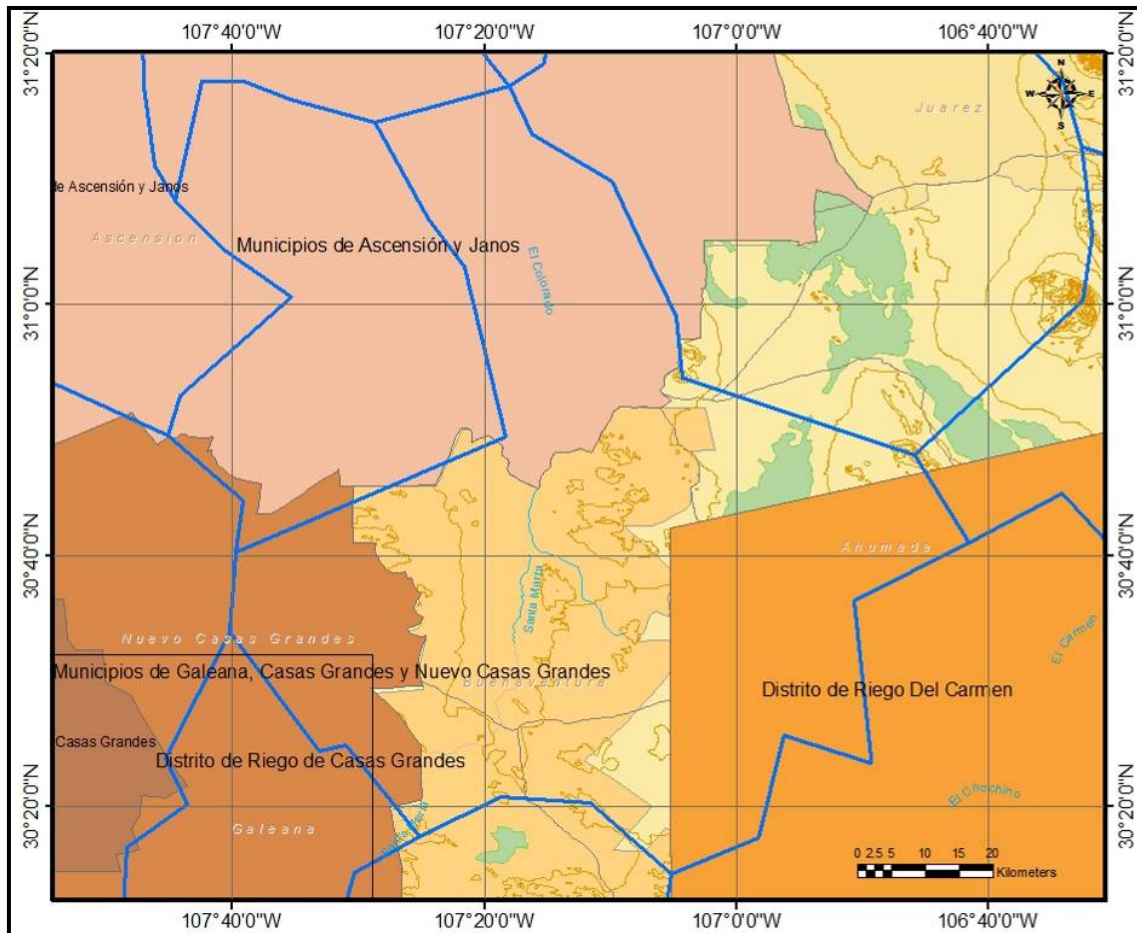 107°40'0"W 107°20'0"W 107°0'0"W 106°40'0"W
31°20'0"N 31°20'0"N
N
W E
S
Juarez
de Ascensión y Janos
Ascension
Municipios de Ascensión y Janos
El Colorado
31°0'0"N 31°0'0"N
30°40'0"N 30°40'0"N
Ahumada
Santa Maria
El Carmen
Nuevo Casas Grandes
Municipios de Galeana, Casas Grandes y Nuevo Casas Grandes
Buenaventura
Distrito de Riego Del Carmen
Casas Grandes
Distrito de Riego de Casas Grandes
El Chochino
30°20'0"N 30°20'0"N
Santa Maria
Galeana
0 2.5 5 10 15 20
Kilometers
107°40'0"W 107°20'0"W 107°0'0"W 106°40'0"W